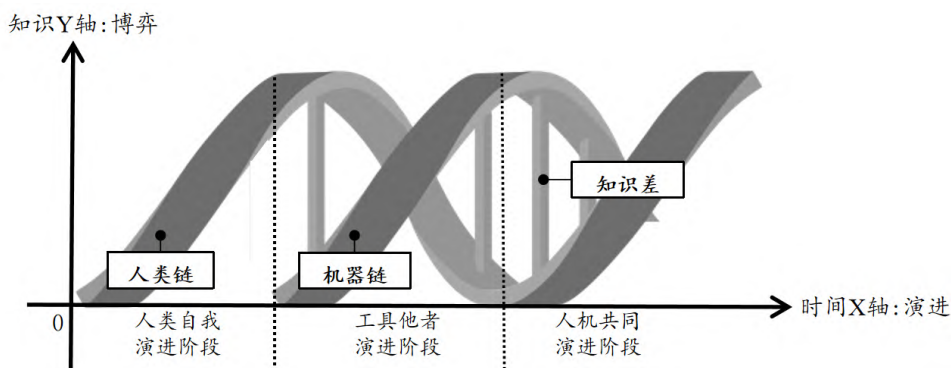 知识Y轴:博弈
知识差
人类链
机器链
0
人类自我
演进阶段
工具他者
演进阶段
人机共同
演进阶段
时间X轴:演进